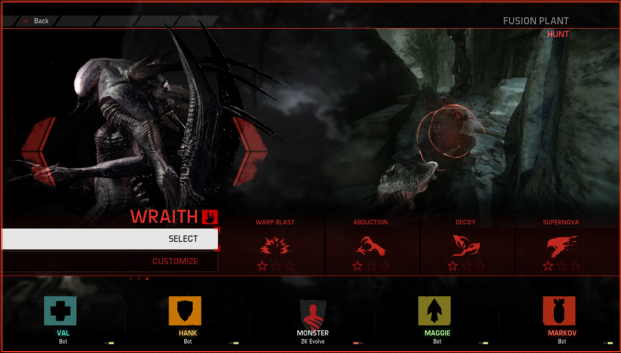 Back
FUSION PLANT
HUNT
WRAITH
SELECT
CUSTOMIZE
WARP BLAST
ABDUCTION
DECOY
SUPERNOVA
VAL
Bot
HANK
Bot
MONSTER
2K Evolve
MAGGIE
Bot
MARKOV
Bot